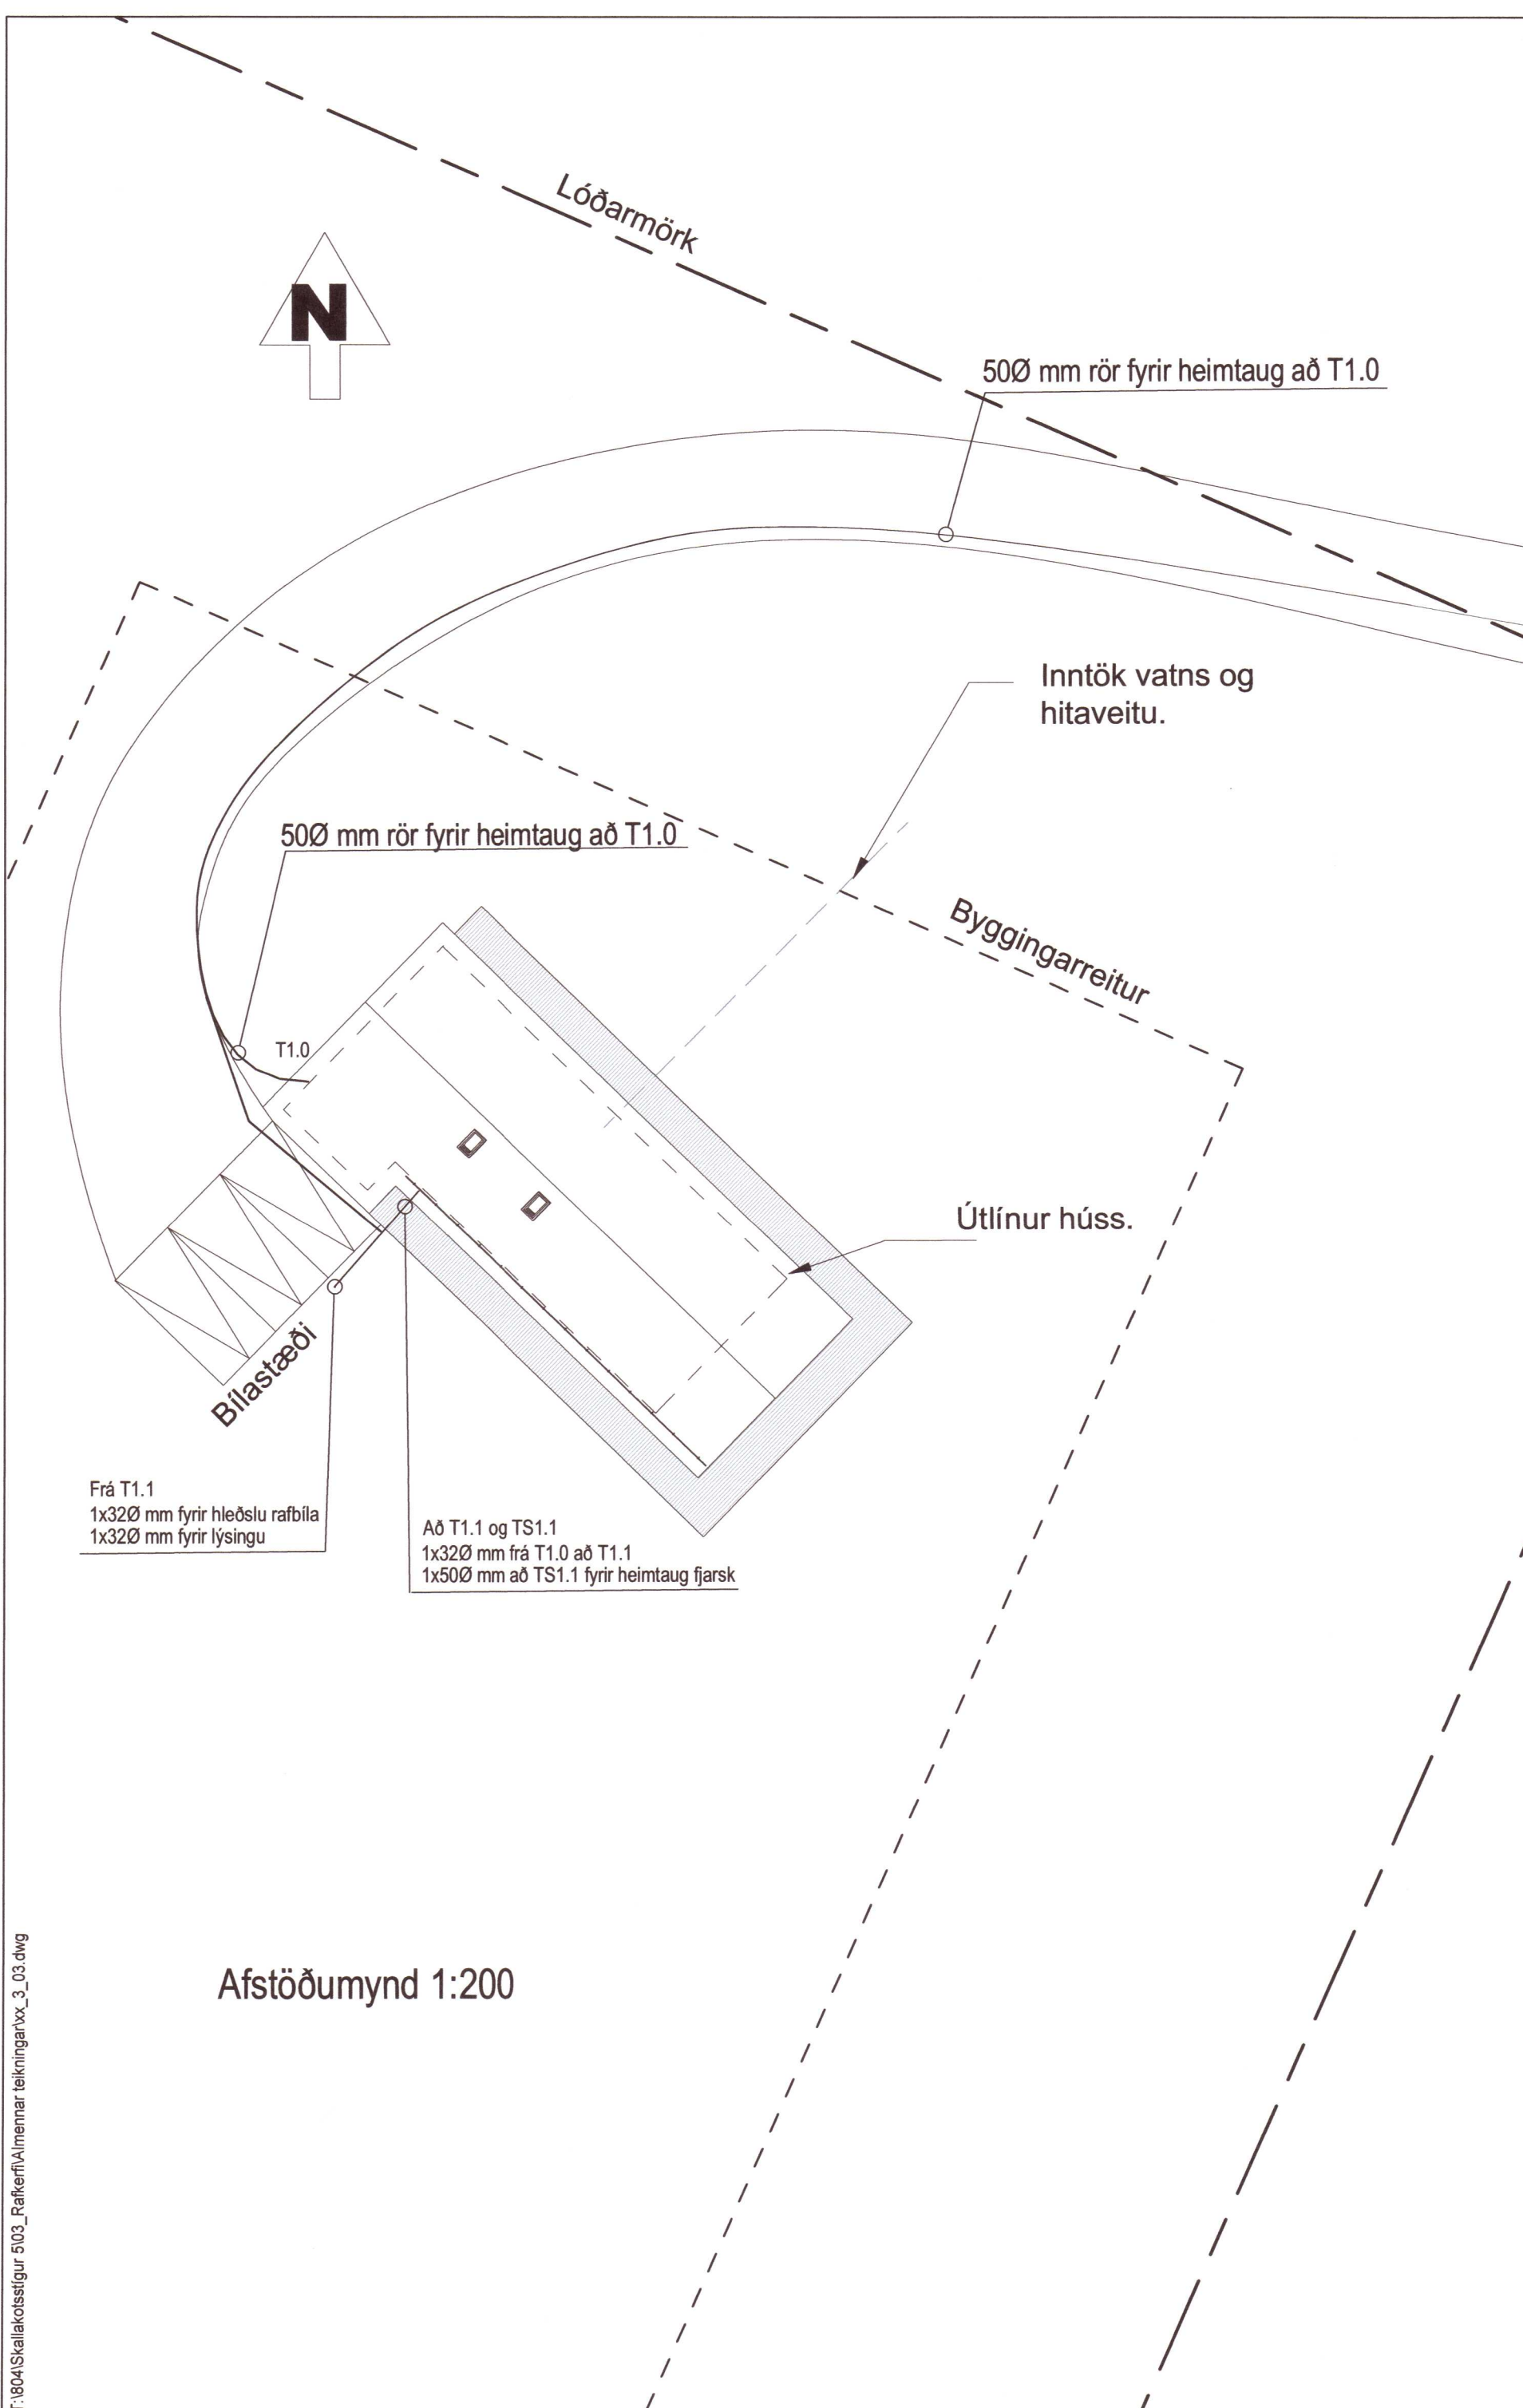 Lóðarmörk
N
50Ø mm rör fyrir heimtaug að T1.0
Inntök vatns og
hitaveitu.
50Ø mm rör fyrir heimtaug að T1.0
Byggingarreitur
T1.0
Útlínur húss.
Bílastæði
Frá T1.1
1x32Ø mm fyrir hleðslu rafbíla
1x32Ø mm fyrir lýsingu
Að T1.1 og TS1.1
1x32Ø mm frá T1.0 að T1.1
1x50Ø mm að TS1.1 fyrir heimtaug fjarsk
Afstöðumynd 1:200
T:\804\Skallakotsstígur 5\03_Rafkerfi\Almennar teikningar\xx_3_03.dwg